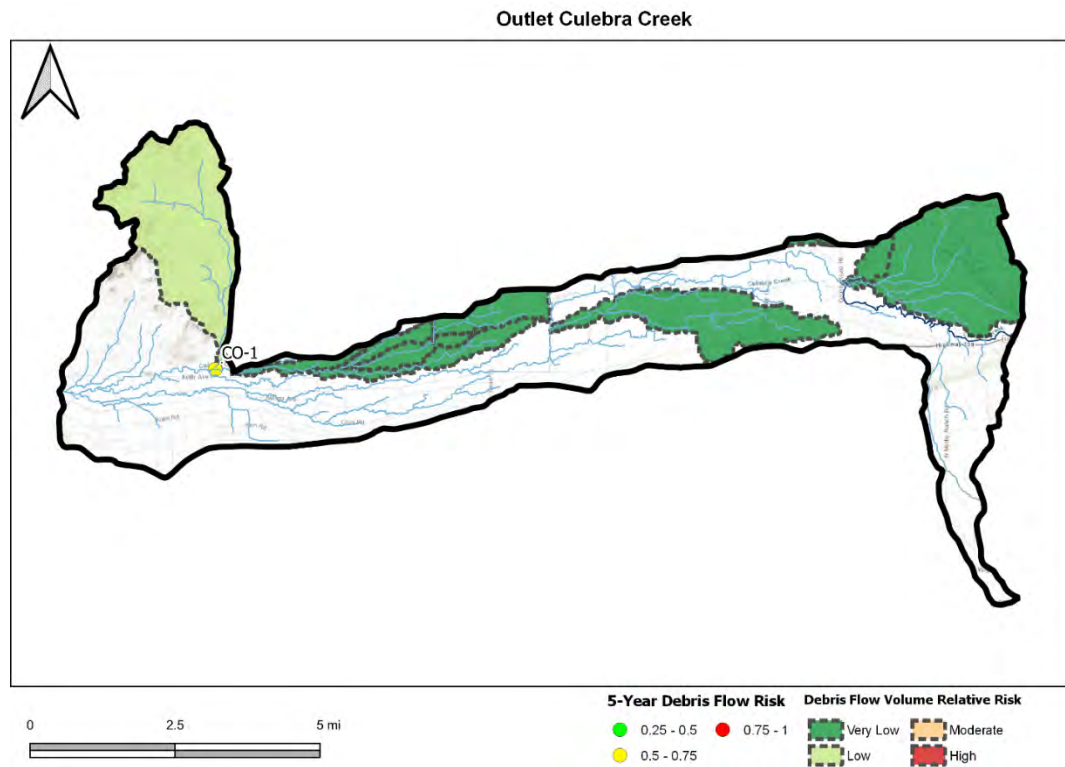 Outlet Culebra Creek
CO-1
Culebra Creek
0
2.5
5 mi
5-Year Debris Flow Risk
0.25 - 0.5
0.75 - 1
0.5 - 0.75
Debris Flow Volume Relative Risk
Very Low
Moderate
Low
High